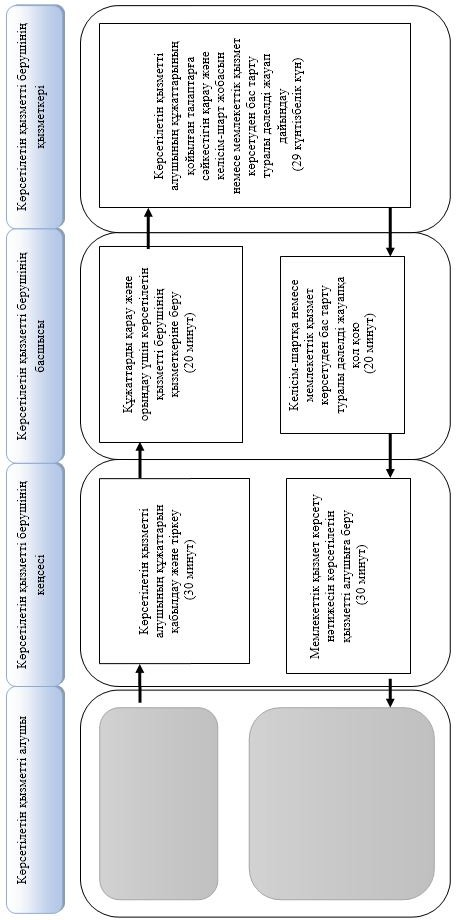 Көрсетілетін қызметті алушы
Көрсетілетін қызметті берушінің
кеңсесі
Көрсетілетін қызметті берушінің
басшысы
Көрсетілетін қызметті берушінің
қызметкері
Көрсетілетін қызметті
алушының құжаттарын
қабылдау және тіркеу
(30 минут)
Құжаттарды қарау және
орындау үшін көрсетілетін
қызметті берушінің
қызметкеріне беру
(20 минут)
Көрсетілетін қызметті
алушының құжаттарының
қойылған талаптарға
сәйкестігін қарау және
келісім-шарт жобасын
немесе мемлекеттік қызмет
көрсетуден бас тарту
туралы дәлелді жауап
дайындау
(29 күнтізбелік күн)
Келісім-шартқа немесе
мемлекеттік қызмет
көрсетуден бас тарту
туралы дәлелді жауапқа
қол қою
(20 минут)
Мемлекеттік қызмет көрсету
нәтижесін көрсетілетін
қызметті алушыға беру
(30 минут)